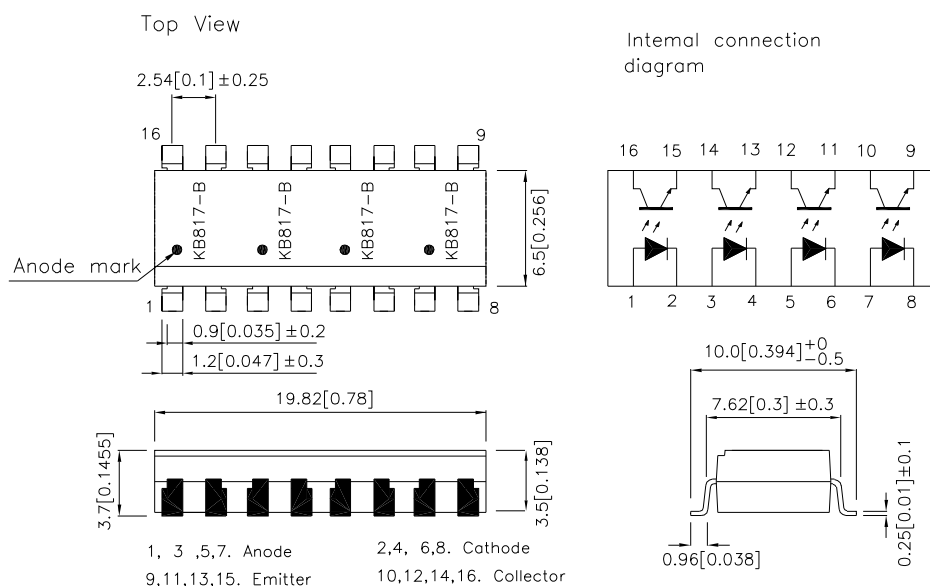 Top View
Internal connection
diagram
2.54[0.1]±0.25
16
9
KB817-B
KB817-B
KB817-B
KB817-B
6.5[0.256]
Anode mark
1
8
0.9[0.035]±0.2
1.2[0.047]±0.3
16 15 14 13 12 11 10 9
1 2 3 4 5 6 7 8
10.0[0.394]+0
−0.5
7.62[0.3]±0.3
0.25[0.01]±0.1
0.96[0.038]
19.82[0.78]
3.7[0.1455]
3.5[0.138]
1, 3 ,5,7. Anode
2,4, 6,8. Cathode
9,11,13,15. Emitter
10,12,14,16. Collector